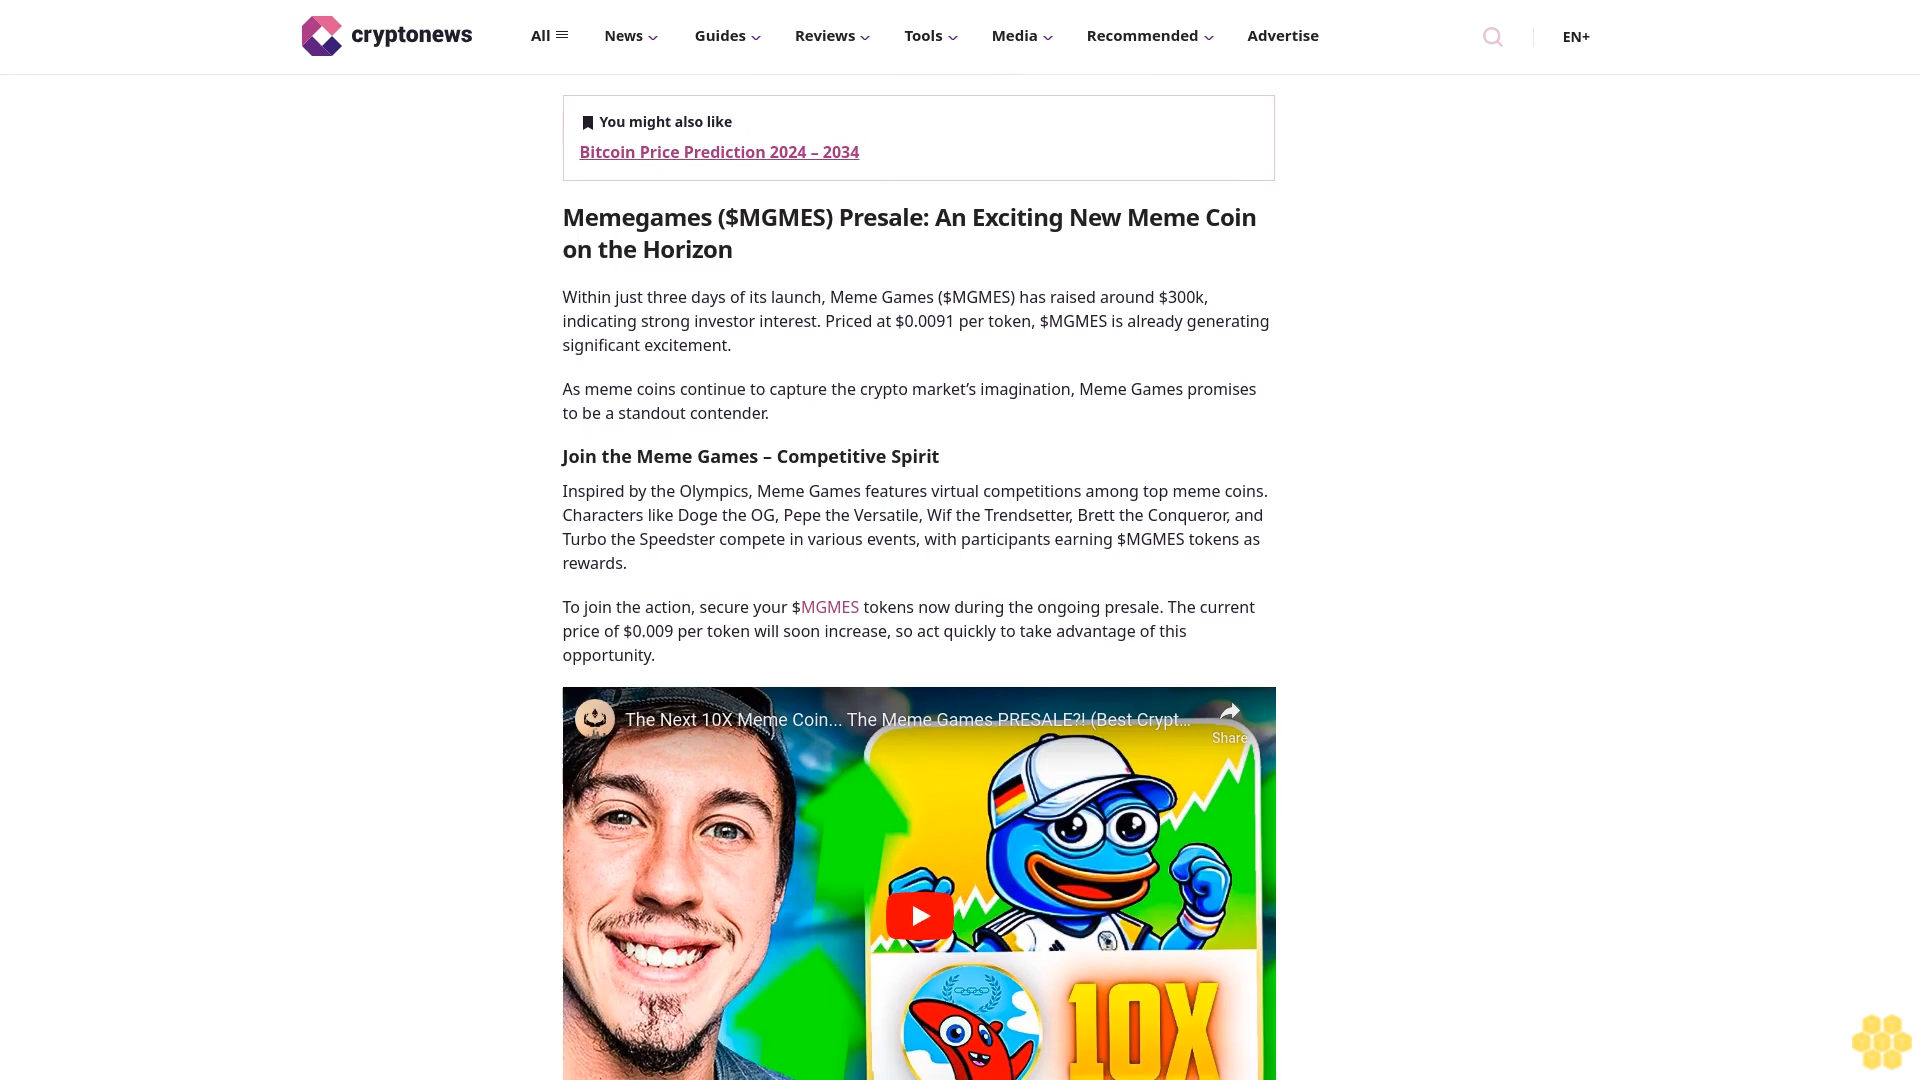 cryptonews
All
News
Guides
Reviews
Tools
Media
Recommended
Advertise
EN+
You might also like
Bitcoin Price Prediction 2024 – 2034
Memegames ($MGMES) Presale: An Exciting New Meme Coin
on the Horizon
Within just three days of its launch, Meme Games ($MGMES) has raised around $300k,
indicating strong investor interest. Priced at $0.0091 per token, $MGMES is already generating
significant excitement.
As meme coins continue to capture the crypto market’s imagination, Meme Games promises
to be a standout contender.
Join the Meme Games – Competitive Spirit
Inspired by the Olympics, Meme Games features virtual competitions among top meme coins.
Characters like Doge the OG, Pepe the Versatile, Wif the Trendsetter, Brett the Conqueror, and
Turbo the Speedster compete in various events, with participants earning $MGMES tokens as
rewards.
To join the action, secure your $MGMES tokens now during the ongoing presale. The current
price of $0.009 per token will soon increase, so act quickly to take advantage of this
opportunity.
The Next 10X Meme Coin... The Meme Games PRESALE?! (Best Crypt...
Share
10X